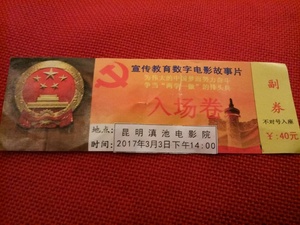 宣传教育数字电影故事片
入场卷
地点: 昆明滇池电影院
时间: 2017年3月3日下午14:00
副
券
不对号入座
¥:40元